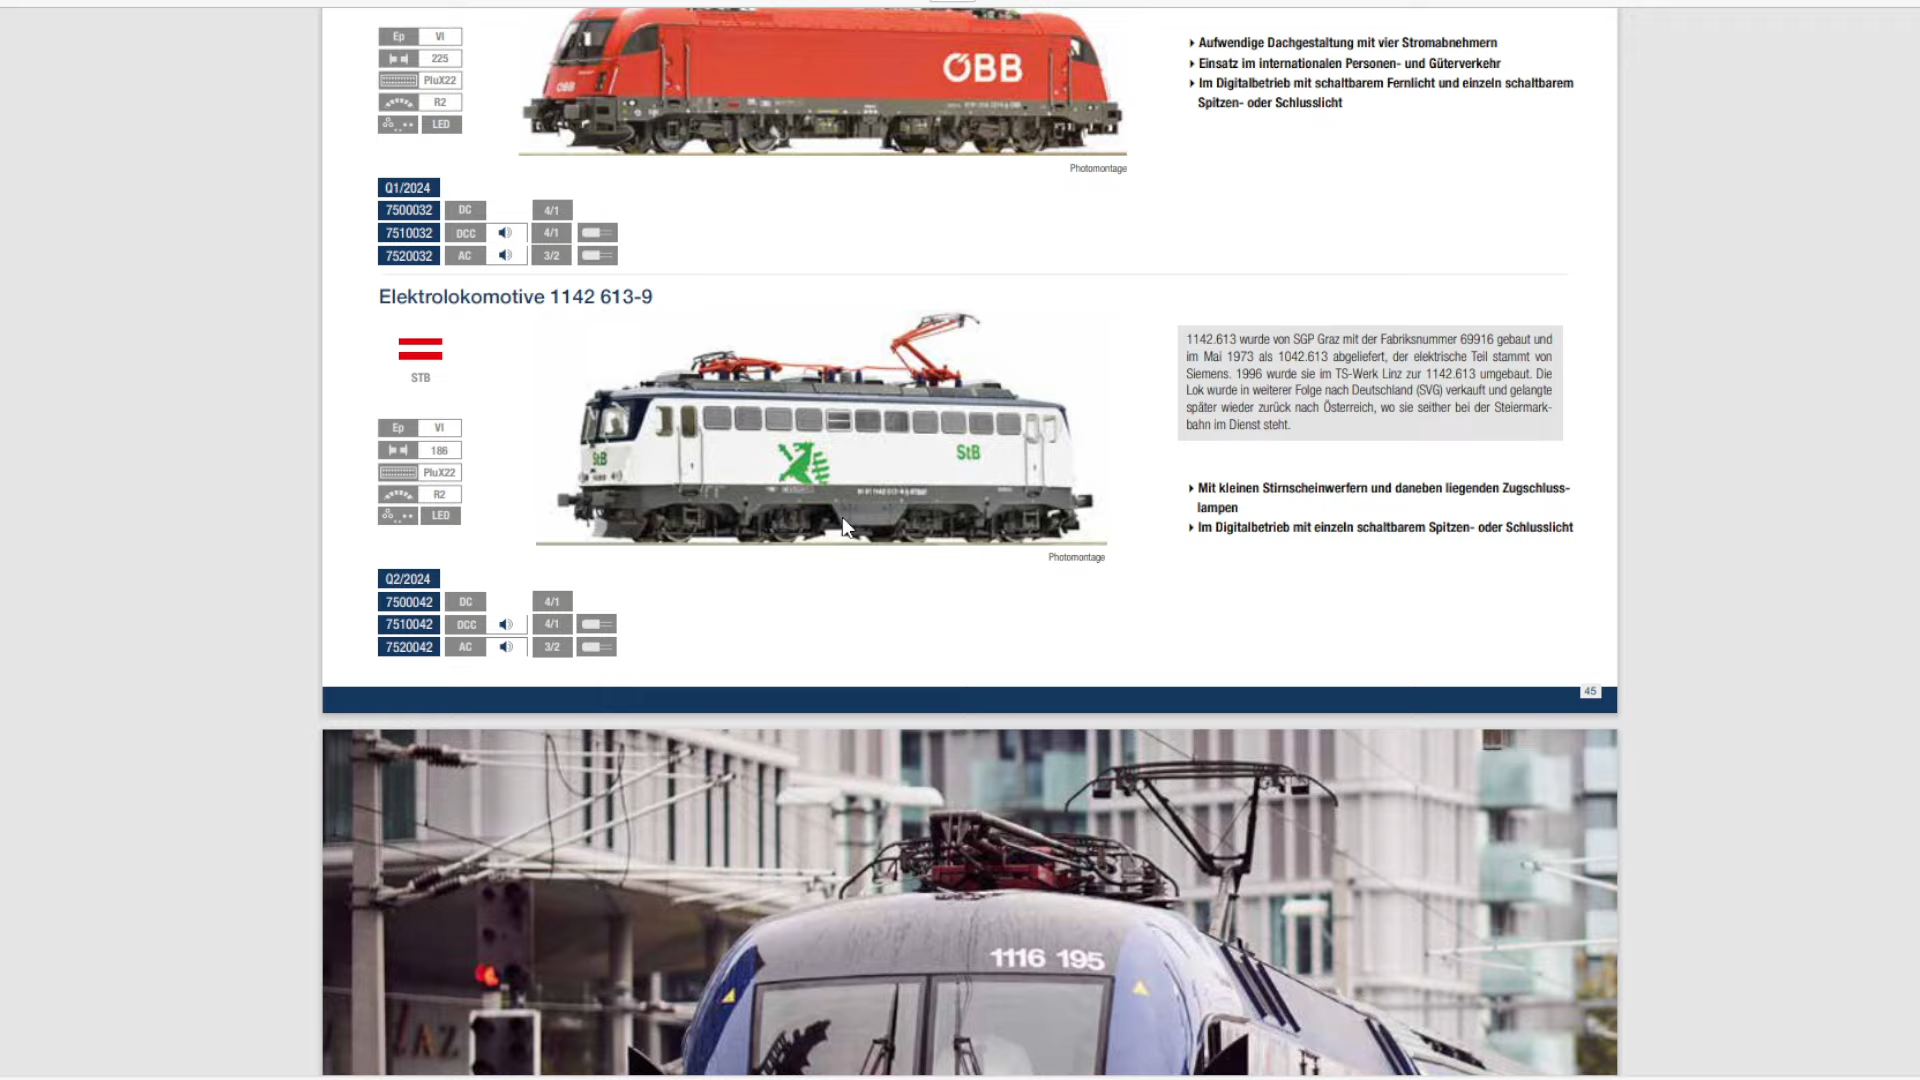 Ep VI
225
PluX22
R2
LED
ÖBB
ÖBB
Aufwendige Dachgestaltung mit vier Stromabnehmern
Einsatz im internationalen Personen- und Güterverkehr
Im Digitalbetrieb mit schaltbarem Fernlicht und einzeln schaltbarem
Spitzen- oder Schlusslicht
Photomontage
Q1/2024
7500032 DC 4/1
7510032 DCC 4/1
7520032 AC 3/2
Elektrolokomotive 1142 613-9
STB
Ep VI
186
PluX22
R2
LED
StB
StB
1142.613 wurde von SGP Graz mit der Fabriksnummer 69916 gebaut und
im Mai 1973 als 1042.613 abgeliefert, der elektrische Teil stammt von
Siemens. 1996 wurde sie im TS-Werk Linz zur 1142.613 umgebaut. Die
Lok wurde in weiterer Folge nach Deutschland (SVG) verkauft und gelangte
später wieder zurück nach Österreich, wo sie seither bei der Steiermark-
bahn im Dienst steht.
Mit kleinen Stirnscheinwerfern und daneben liegenden Zugschluss-
lampen
Im Digitalbetrieb mit einzeln schaltbarem Spitzen- oder Schlusslicht
Photomontage
Q2/2024
7500042 DC 4/1
7510042 DCC 4/1
7520042 AC 3/2
45
1116 195